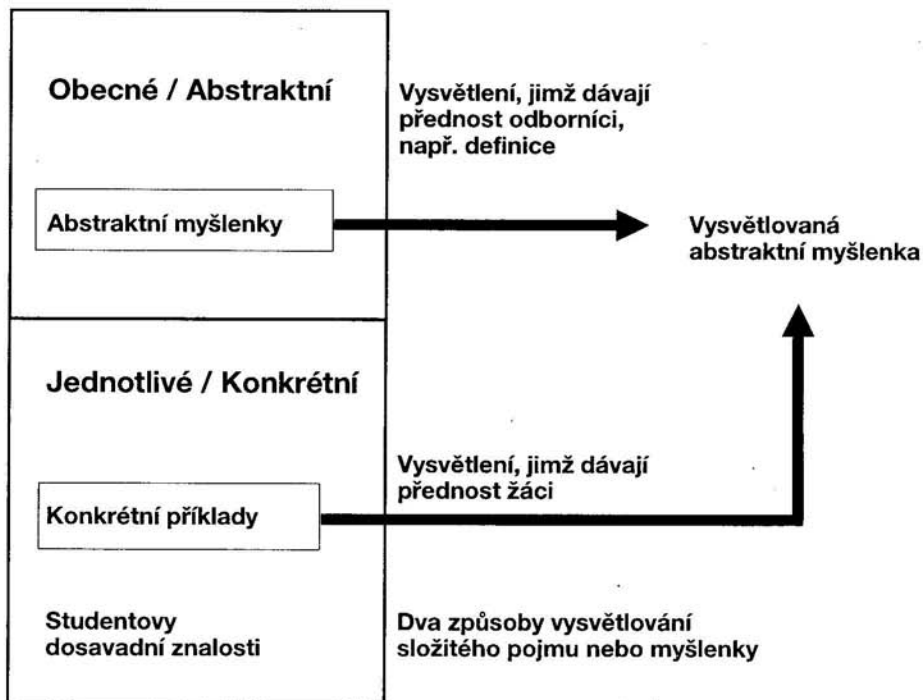 Obecné / Abstraktní
Vysvětlení, jimž dávají
přednost odborníci,
např. definice
Abstraktní myšlenky
Vysvětlovaná
abstraktní myšlenka
Jednotlivé / Konkrétní
Vysvětlení, jimž dávají
přednost žáci
Konkrétní příklady
Studentovy
dosavadní znalosti
Dva způsoby vysvětlování
složitého pojmu nebo myšlenky